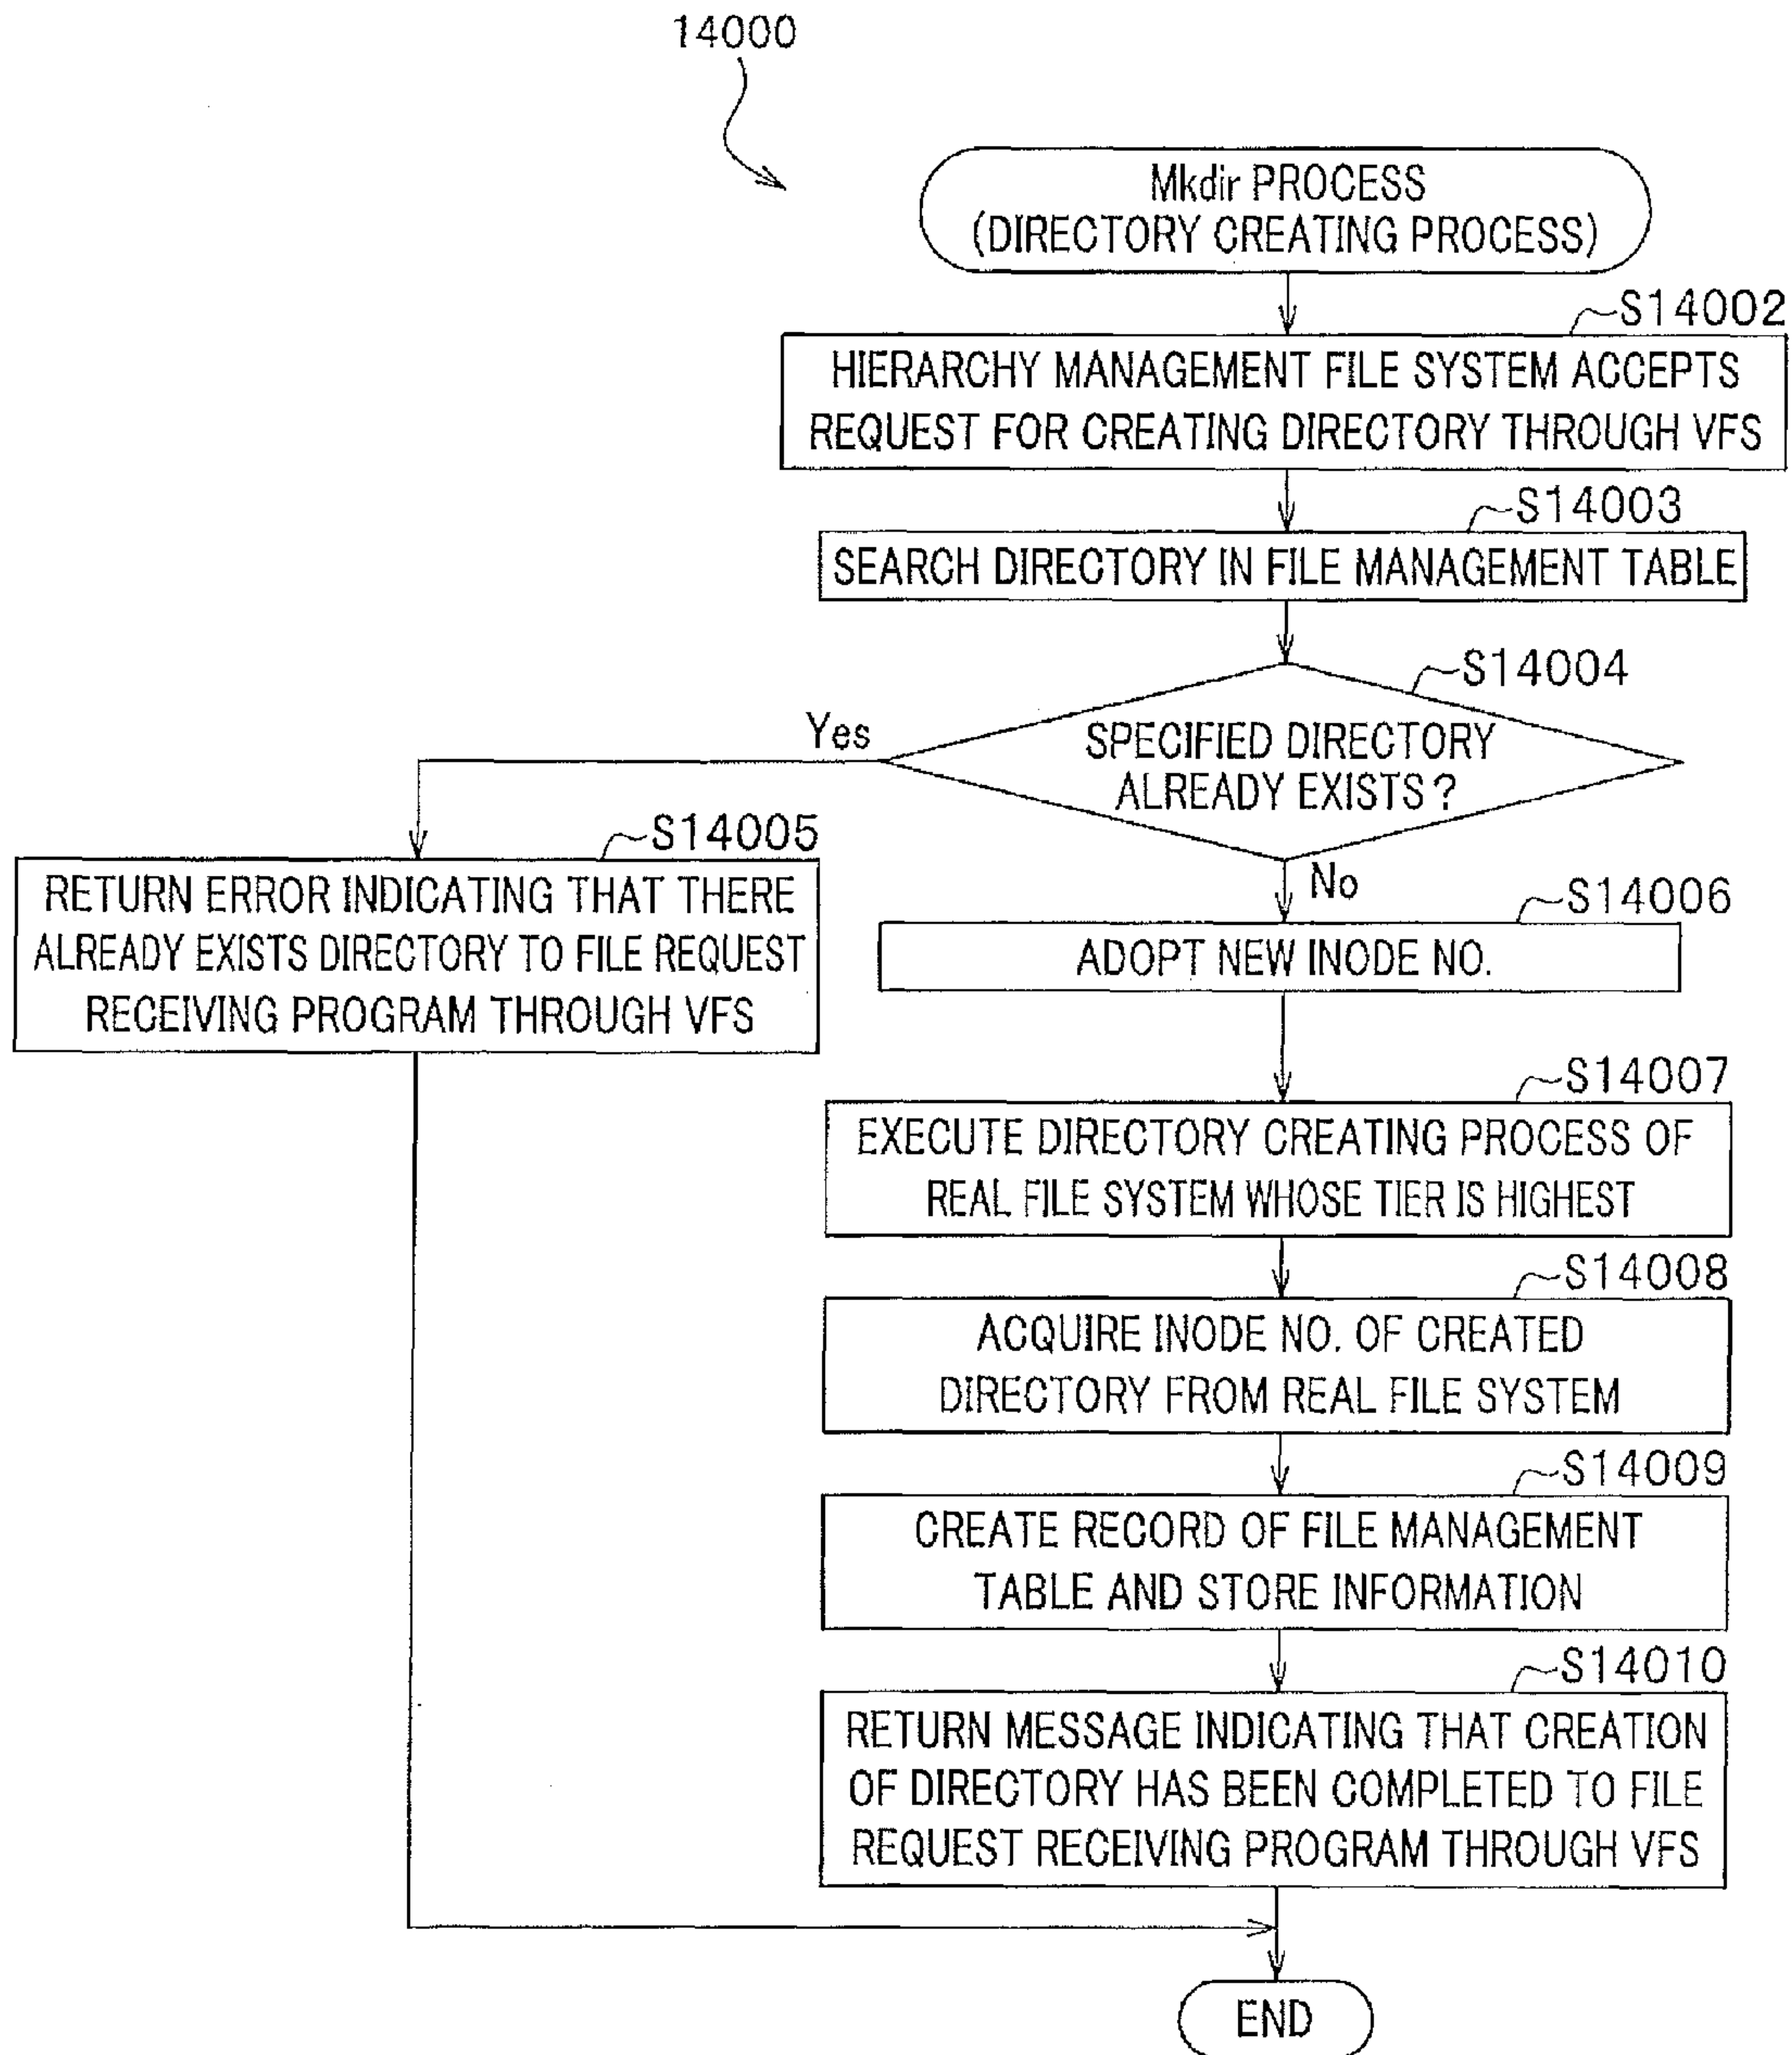 14000
Mkdir PROCESS
(DIRECTORY CREATING PROCESS)
S14002
HIERARCHY MANAGEMENT FILE SYSTEM ACCEPTS
REQUEST FOR CREATING DIRECTORY THROUGH VFS
S14003
SEARCH DIRECTORY IN FILE MANAGEMENT TABLE
S14004
SPECIFIED DIRECTORY
ALREADY EXISTS?
Yes
S14005
RETURN ERROR INDICATING THAT THERE
ALREADY EXISTS DIRECTORY TO FILE REQUEST
RECEIVING PROGRAM THROUGH VFS
No
S14006
ADOPT NEW INODE NO.
S14007
EXECUTE DIRECTORY CREATING PROCESS OF
REAL FILE SYSTEM WHOSE TIER IS HIGHEST
S14008
ACQUIRE INODE NO. OF CREATED
DIRECTORY FROM REAL FILE SYSTEM
S14009
CREATE RECORD OF FILE MANAGEMENT
TABLE AND STORE INFORMATION
S14010
RETURN MESSAGE INDICATING THAT CREATION
OF DIRECTORY HAS BEEN COMPLETED TO FILE
REQUEST RECEIVING PROGRAM THROUGH VFS
END